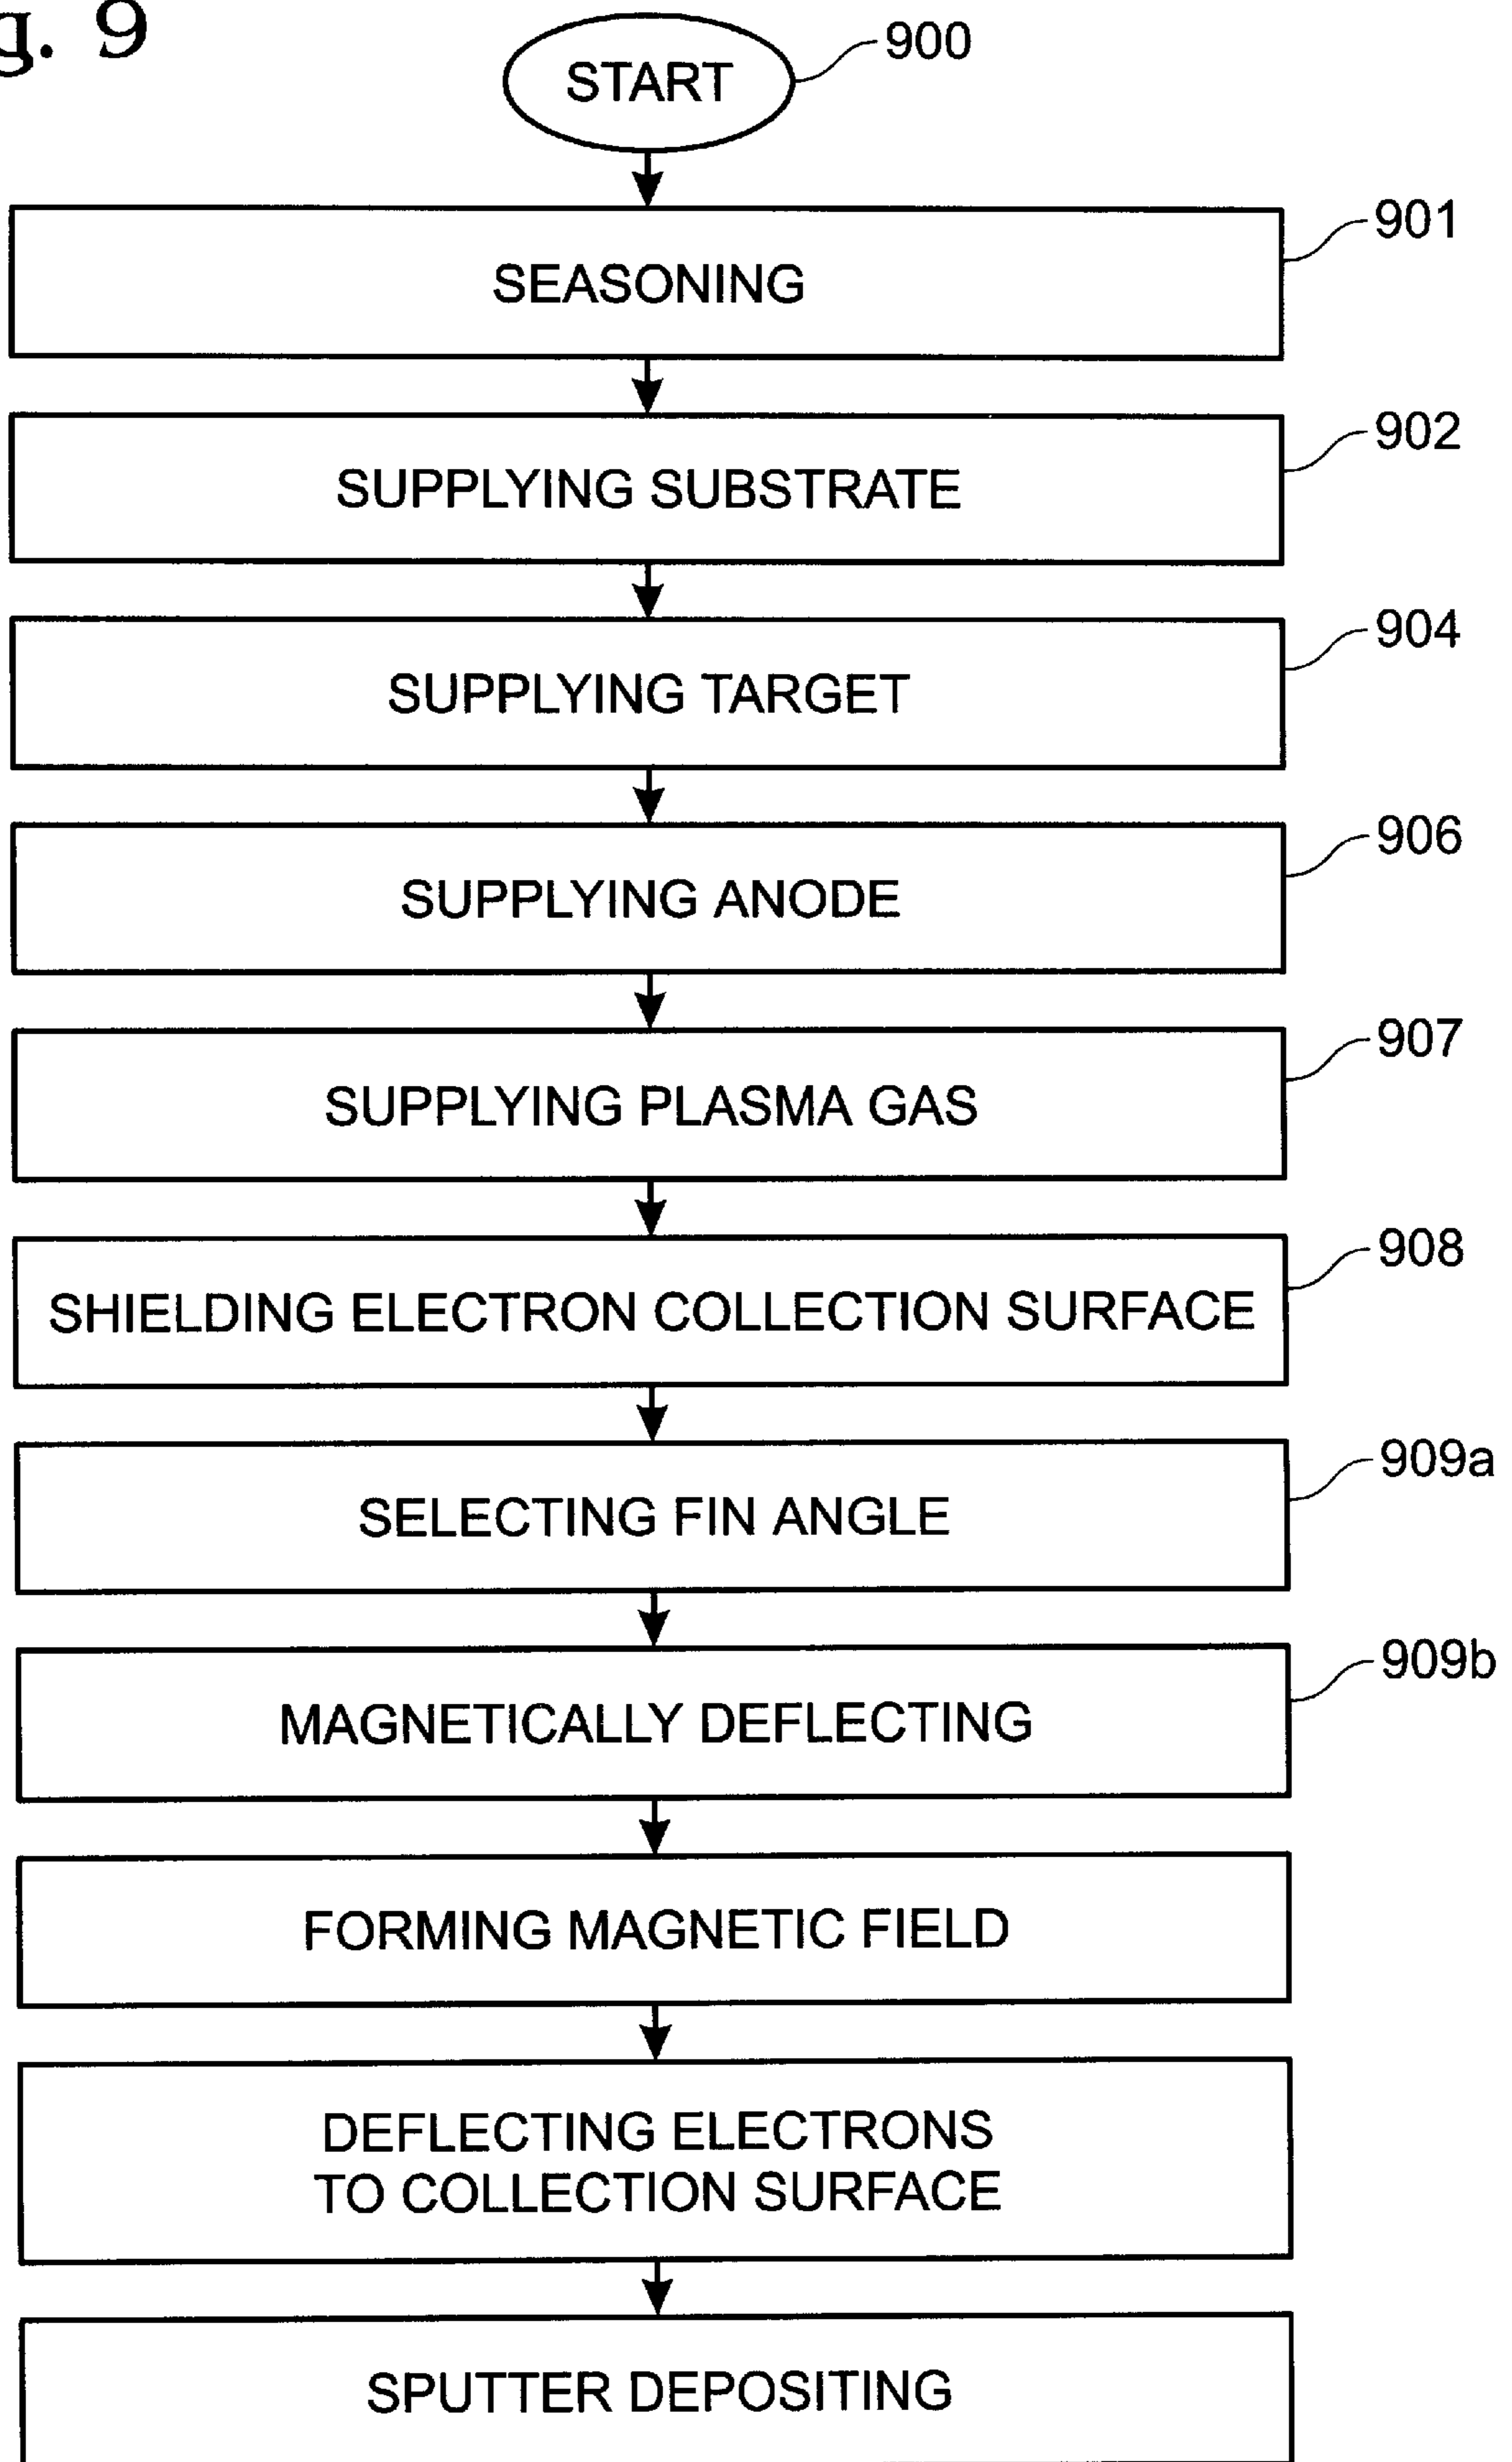 g. 9
START
900
901
SEASONING
902
SUPPLYING SUBSTRATE
904
SUPPLYING TARGET
906
SUPPLYING ANODE
907
SUPPLYING PLASMA GAS
908
SHIELDING ELECTRON COLLECTION SURFACE
909a
SELECTING FIN ANGLE
909b
MAGNETICALLY DEFLECTING
FORMING MAGNETIC FIELD
DEFLECTING ELECTRONS
TO COLLECTION SURFACE
SPUTTER DEPOSITING